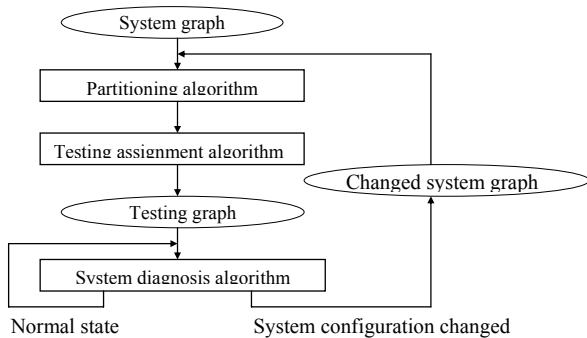 System graph
Partitioning algorithm
Testing assignment algorithm
Changed system graph
Testing graph
System diagnosis algorithm
Normal state
System configuration changed